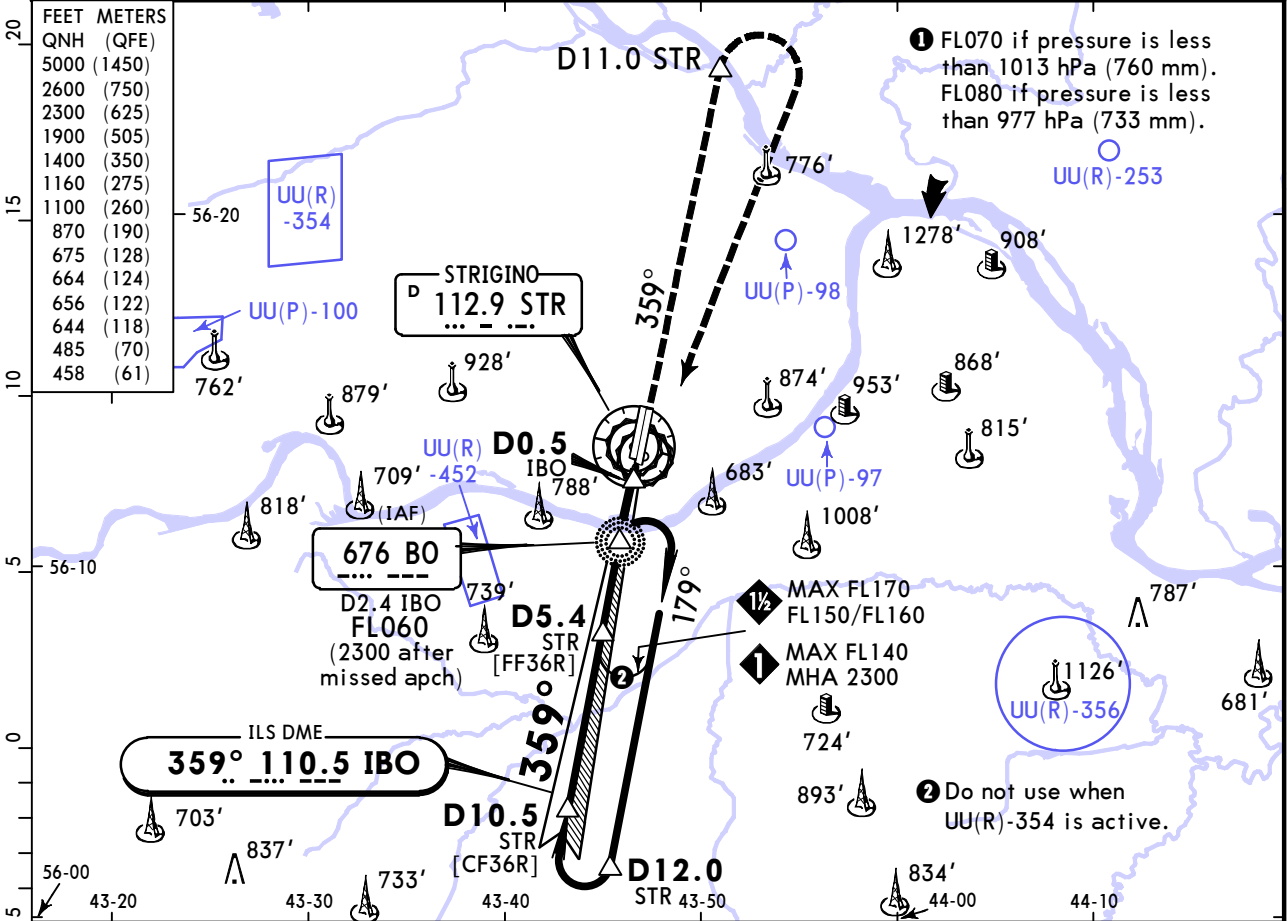 FEET METERS
QNH (QFE)
5000 (1450)
2600 (750)
2300 (625)
1900 (505)
1400 (350)
1160 (275)
1100 (260)
870 (190)
675 (128)
664 (124)
656 (122)
644 (118)
485 (70)
458 (61)
20
15
10
5
0
5
D11.0 STR
1 FL070 if pressure is less
than 1013 hPa (760 mm).
FL080 if pressure is less
than 977 hPa (733 mm).
UU(R)-253
776'
UU(R)
-354
56-20
1278'
908'
UU(P)-98
STRIGINO
D 112.9 STR
359°
UU(P)-100
762'
879'
928'
874'
953'
868'
815'
UU(P)-97
UU(R)
-452
D0.5
IBO
788'
683'
709'
818'
1008'
(IAF)
676 BO
D2.4 IBO
FL060
(2300 after
missed apch)
56-10
739'
D5.4
STR
[FF36R]
179°
1½ MAX FL170
FL150/FL160
1 MAX FL140
MHA 2300
2
787'
1126'
UU(R)-356
681'
724'
ILS DME
359° 110.5 IBO
359°
893'
2 Do not use when
UU(R)-354 is active.
703'
837'
D10.5
STR
[CF36R]
D12.0
STR
733'
834'
56-00
43-20
43-30
43-40
43-50
44-00
44-10